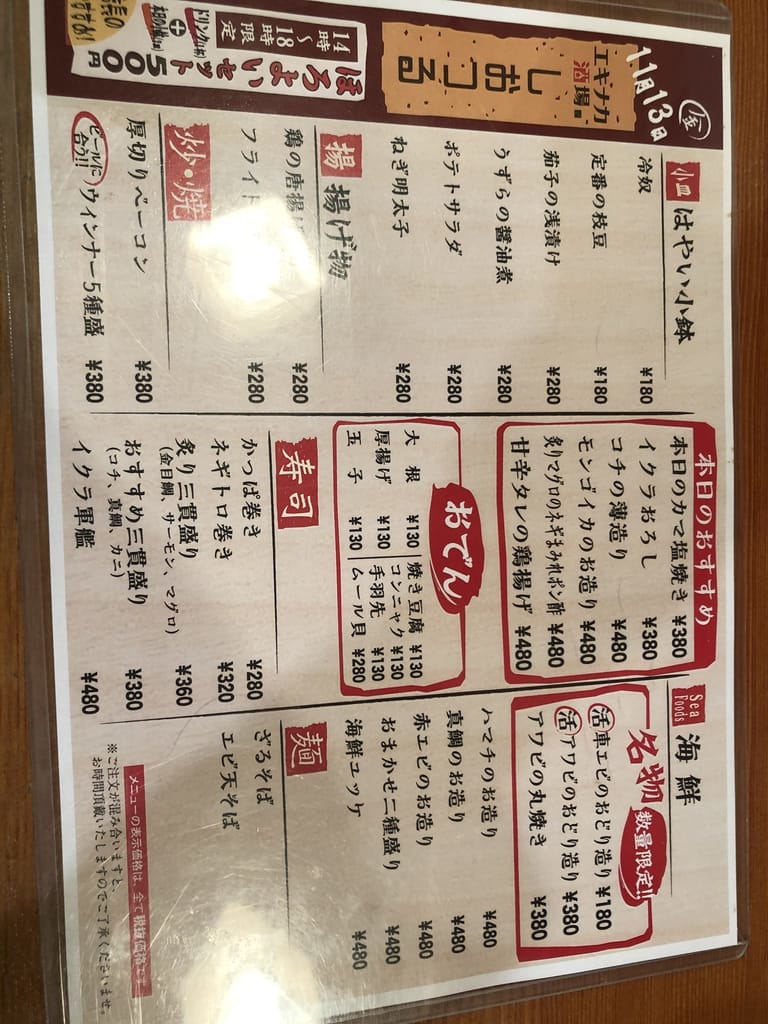 11月13日 金
エキナカ
酒場
しおつる
14時〜18時限定
ほろよいセット
500円
小皿 はやい小鉢
冷奴 ¥180
定番の枝豆 ¥180
茄子の浅漬け ¥280
うずらの醤油煮 ¥280
ポテトサラダ ¥280
ねぎ明太子 ¥280
揚 揚げ物
鶏の唐揚げ ¥280
フライド ¥280
炒・焼
厚切りベーコン ¥380
ビールに合う!! ウィンナー5種盛 ¥380
本日のおすすめ
本日のカマ塩焼き ¥380
イクラおろし ¥380
コチの薄造り ¥480
モンゴイカのお造り ¥480
炙りマグロのネギまみれポン酢 ¥480
甘辛タレの鶏揚げ ¥480
おでん
大根 ¥130 焼き豆腐 ¥130
厚揚げ ¥130 コンニャク ¥130
玉子 ¥130 手羽先 ¥130
ムール貝 ¥280
寿司
かっぱ巻き ¥280
ネギトロ巻き ¥320
炙り三貫盛り ¥360
(金目鯛、サーモン、マグロ)
おすすめ三貫盛り ¥380
(コチ、真鯛、カニ)
イクラ軍艦 ¥480
Sea Foods 海鮮
名物 数量限定!!
活車エビのおどり造り ¥180
活アワビのおどり造り ¥380
アワビの丸焼き ¥380
ハマチのお造り ¥480
真鯛のお造り ¥480
赤エビのお造り ¥480
おまかせ二種盛り ¥480
海鮮ユッケ ¥480
麺
ざるそば
エビ天そば
メニューの表示価格は、全て税抜価格です
※ご注文が混み合いますと、
お時間頂戴いたしますのでご了承くださいませ。